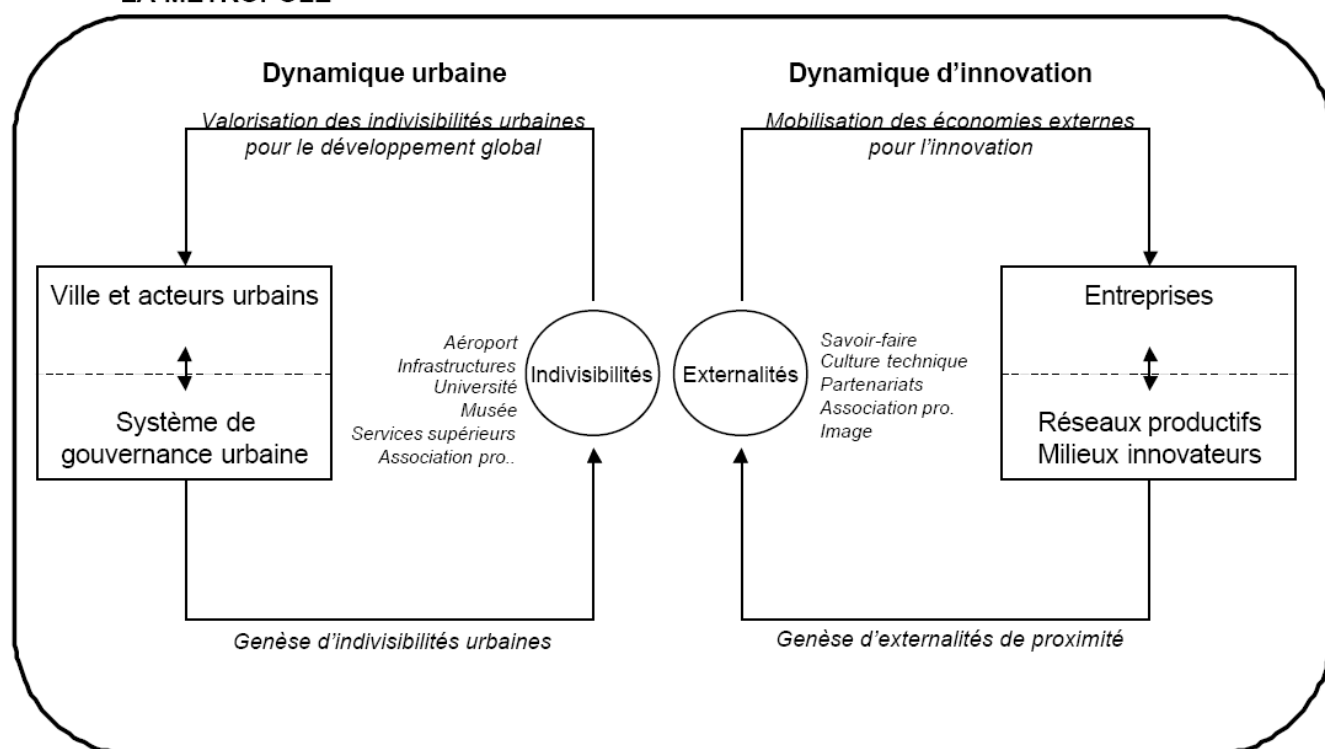 LA MÉTROPOLE
Dynamique urbaine
Dynamique d'innovation
Valorisation des indivisibilités urbaines
pour le développement global
Mobilisation des économies externes
pour l'innovation
Ville et acteurs urbains
Système de
gouvernance urbaine
Aéroport
Infrastructures
Université
Musée
Services supérieurs
Association pro..
Indivisibilités
Externalités
Savoir-faire
Culture technique
Partenariats
Association pro.
Image
Entreprises
Réseaux productifs
Milieux innovateurs
Genèse d'indivisibilités urbaines
Genèse d'externalités de proximité